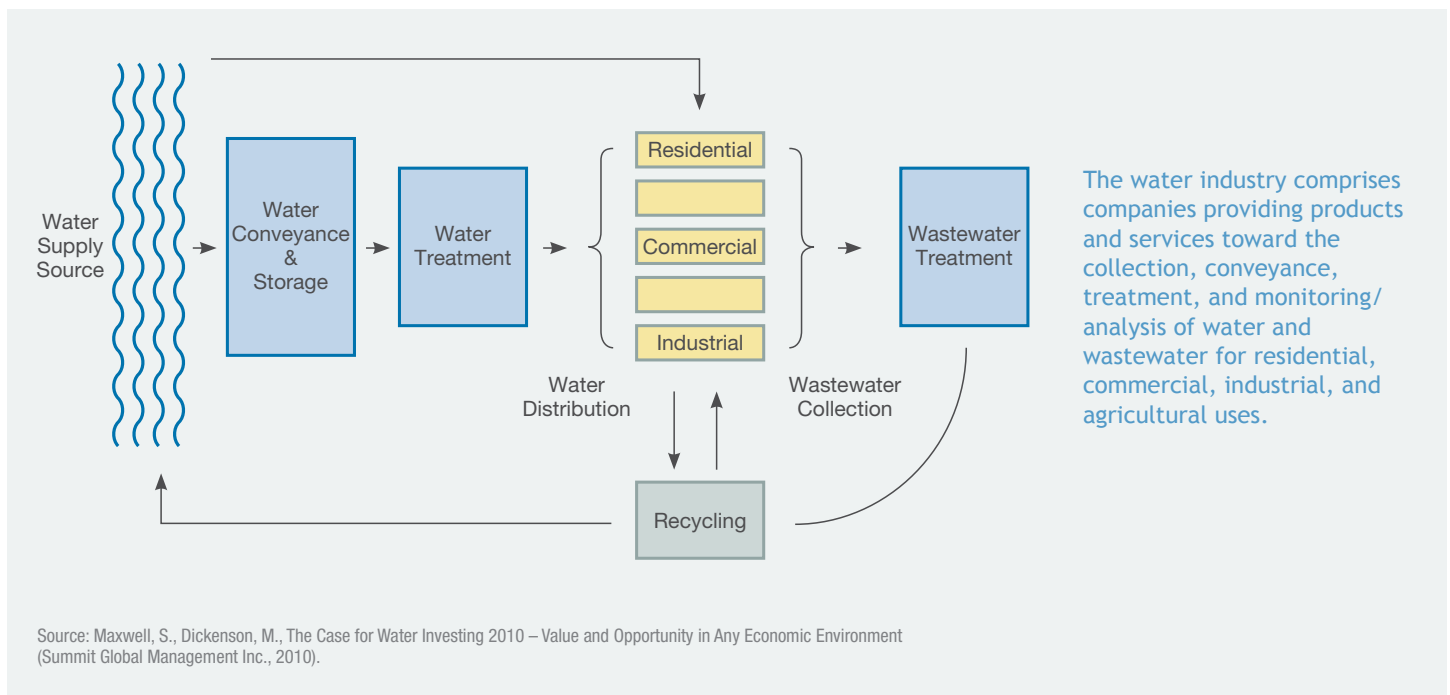 Water
Supply
Source
Water
Conveyance
&
Storage
Water
Treatment
Residential
Commercial
Industrial
Water
Distribution
Wastewater
Collection
Wastewater
Treatment
Recycling
The water industry comprises
companies providing products
and services toward the
collection, conveyance,
treatment, and monitoring/
analysis of water and
wastewater for residential,
commercial, industrial, and
agricultural uses.
Source: Maxwell, S., Dickenson, M., The Case for Water Investing 2010 – Value and Opportunity in Any Economic Environment
(Summit Global Management Inc., 2010).